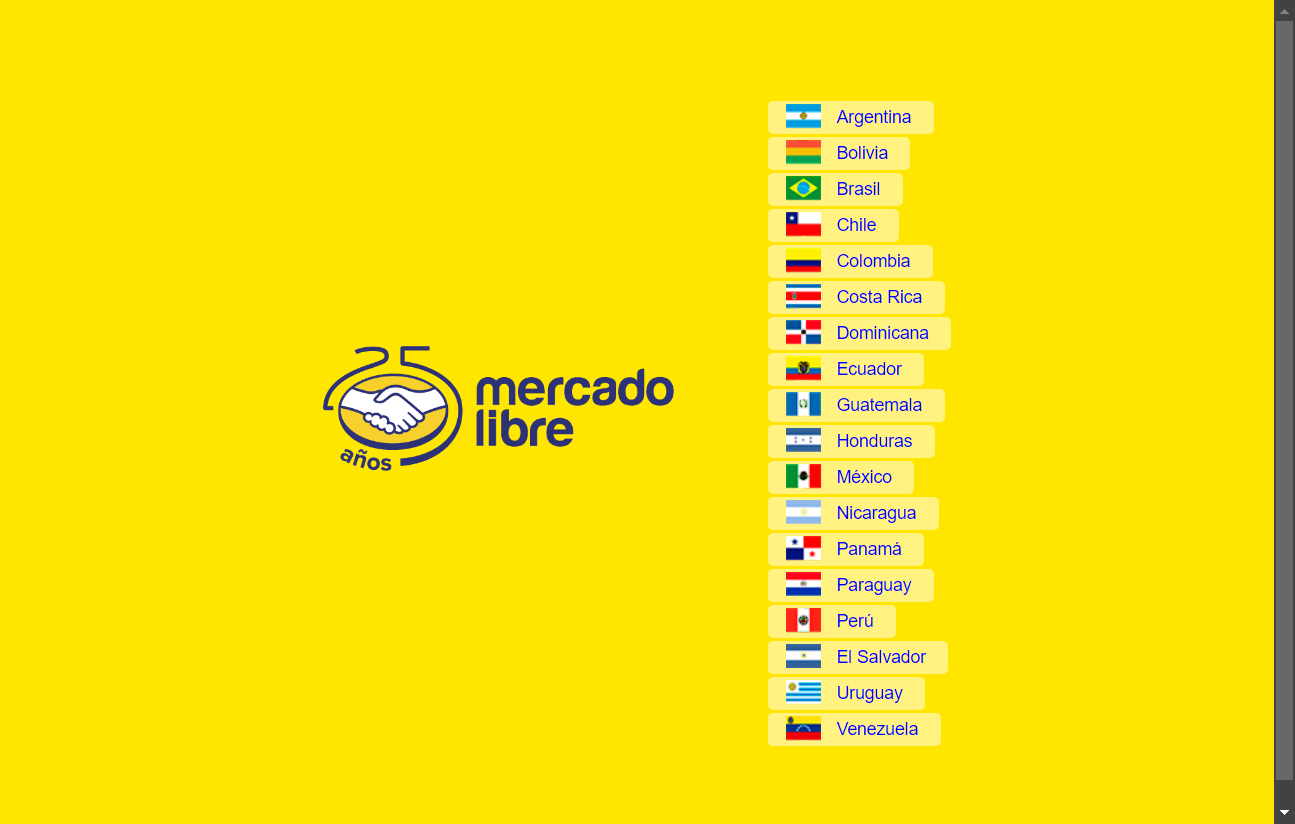 25
años
mercado
libre
Argentina
Bolivia
Brasil
Chile
Colombia
Costa Rica
Dominicana
Ecuador
Guatemala
Honduras
México
Nicaragua
Panamá
Paraguay
Perú
El Salvador
Uruguay
Venezuela